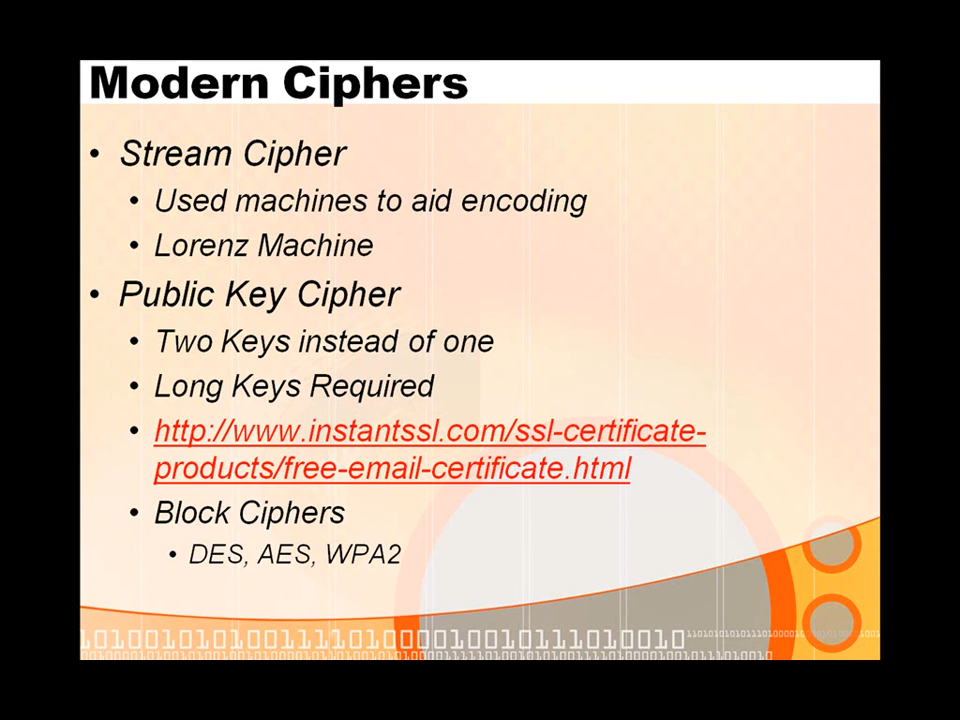 Modern Ciphers
• Stream Cipher
• Used machines to aid encoding
• Lorenz Machine
• Public Key Cipher
• Two Keys instead of one
• Long Keys Required
• http://www.instantssl.com/ssl-certificate-
products/free-email-certificate.html
• Block Ciphers
• DES, AES, WPA2